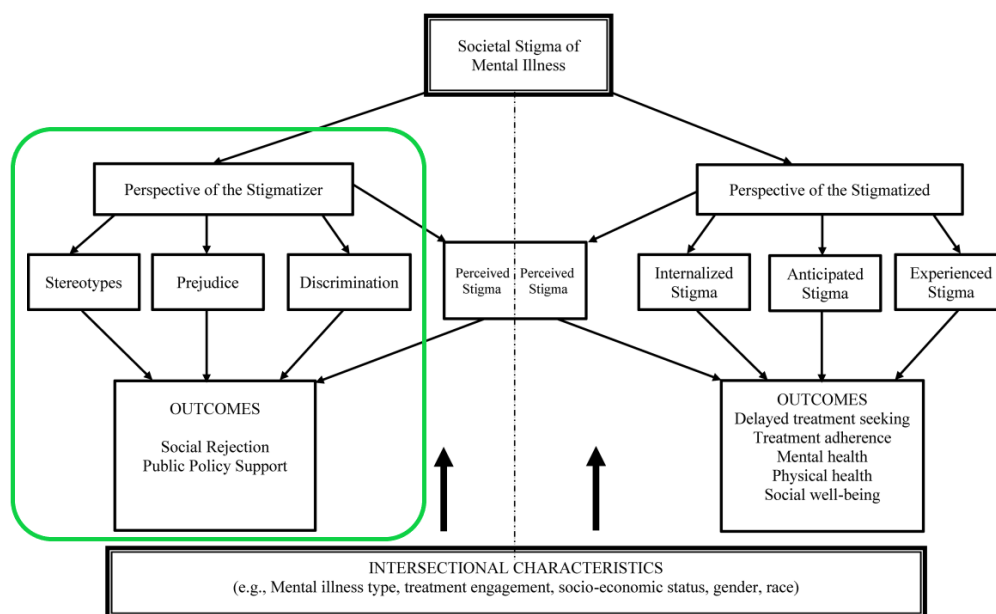 Societal Stigma of
Mental Illness
Perspective of the Stigmatizer
Perspective of the Stigmatized
Stereotypes
Prejudice
Discrimination
Perceived
Stigma
Perceived
Stigma
Internalized
Stigma
Anticipated
Stigma
Experienced
Stigma
OUTCOMES
Social Rejection
Public Policy Support
OUTCOMES
Delayed treatment seeking
Treatment adherence
Mental health
Physical health
Social well-being
INTERSECTIONAL CHARACTERISTICS
(e.g., Mental illness type, treatment engagement, socio-economic status, gender, race)